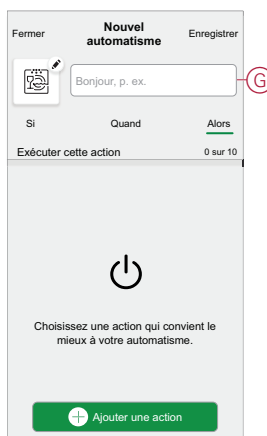 Fermer
Nouvel
automatisme
Enregistrer
Bonjour, p. ex.
G
Si
Quand
Alors
Exécuter cette action
0 sur 10
Choisissez une action qui convient le
mieux à votre automatisme.
Ajouter une action